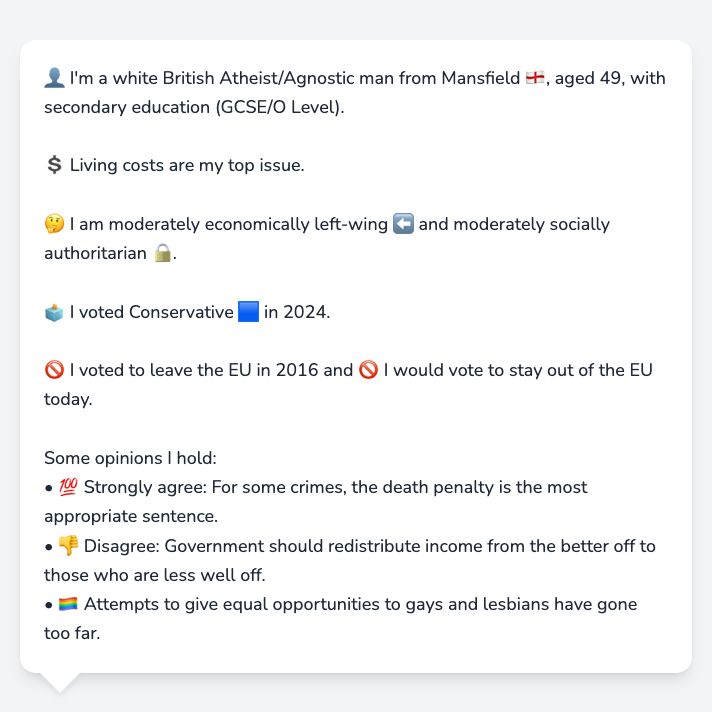 👤 I'm a white British Atheist/Agnostic man from Mansfield 🏴󠁧󠁢󠁥󠁮󠁧󠁿, aged 49, with
secondary education (GCSE/O Level).
💲 Living costs are my top issue.
🤔 I am moderately economically left-wing ⬅️ and moderately socially
authoritarian 🔒.
🗳️ I voted Conservative 🟦 in 2024.
🚫 I voted to leave the EU in 2016 and 🚫 I would vote to stay out of the EU
today.
Some opinions I hold:
• 💯 Strongly agree: For some crimes, the death penalty is the most
appropriate sentence.
• 👎 Disagree: Government should redistribute income from the better off to
those who are less well off.
• 🏳️‍🌈 Attempts to give equal opportunities to gays and lesbians have gone
too far.